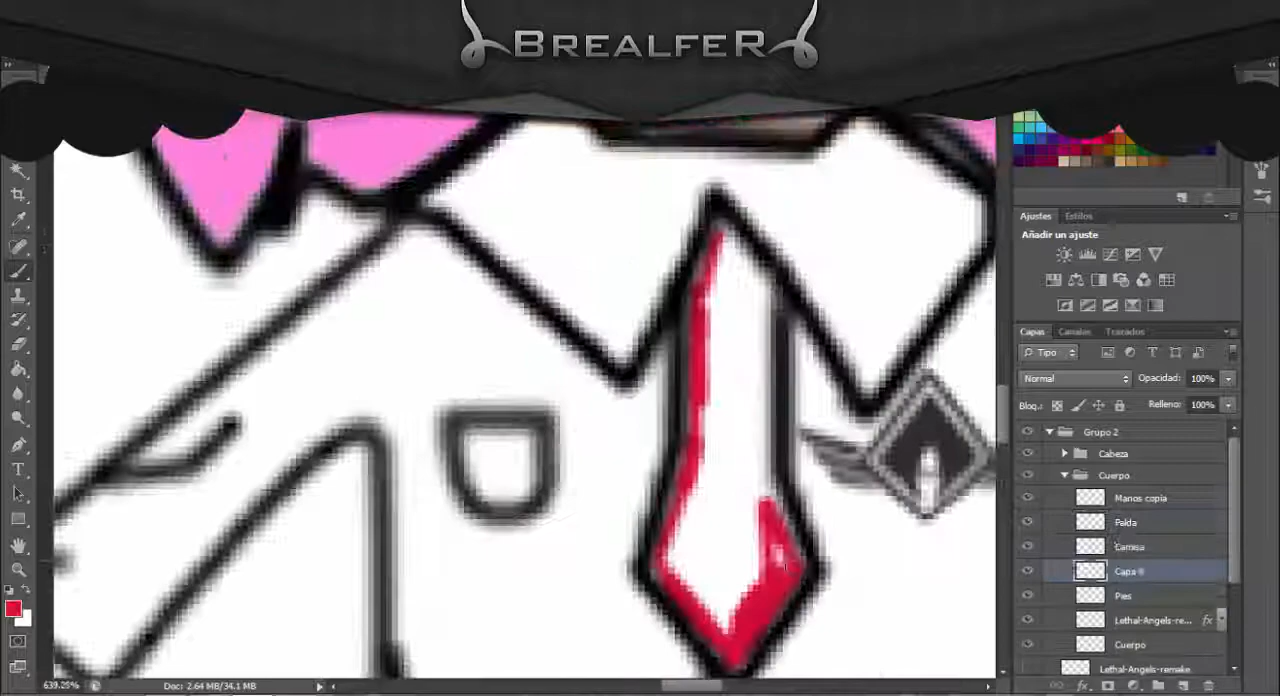 BREALFER
Ajustes Estilos
Añadir un ajuste
Capas Canales Trazados
Tipo
Normal Opacidad: 100%
Bloq.: Relleno: 100%
Grupo 2
Cabeza
Cuerpo
Manos copia
Falda
Camisa
Capa 8
Pies
Lethal-Angels-re... fx
Cuerpo
Lethal-Angels-remake
639.25% Doc: 2.64 MB/34.1 MB